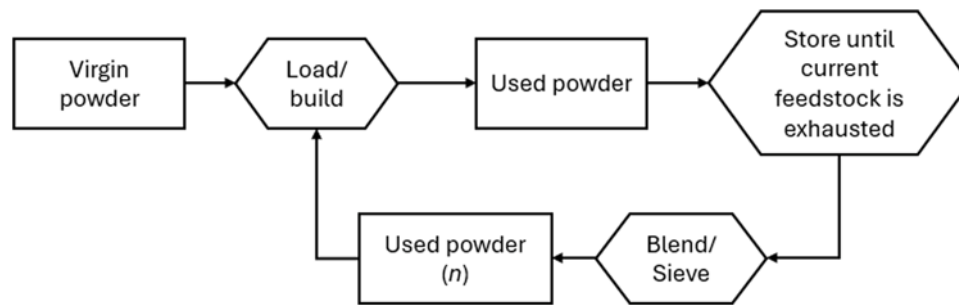 Virgin
powder
Load/
build
Used powder
Store until
current
feedstock is
exhausted
Used powder
(n)
Blend/
Sieve